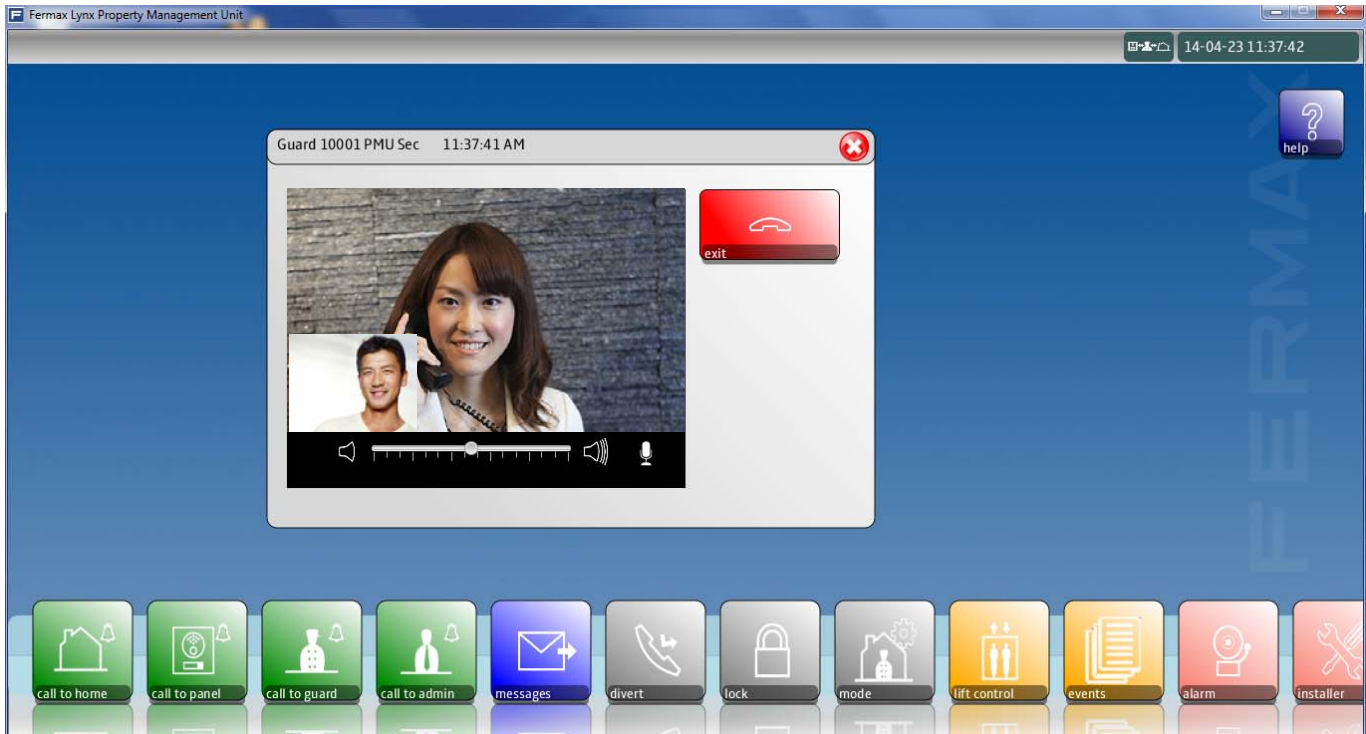 Fermax Lynx Property Management Unit
14-04-23 11:37:42
help
Guard 10001 PMU Sec 11:37:41 AM
exit
FERMAX
call to home
call to panel
call to guard
call to admin
messages
divert
lock
mode
lift control
events
alarm
installer